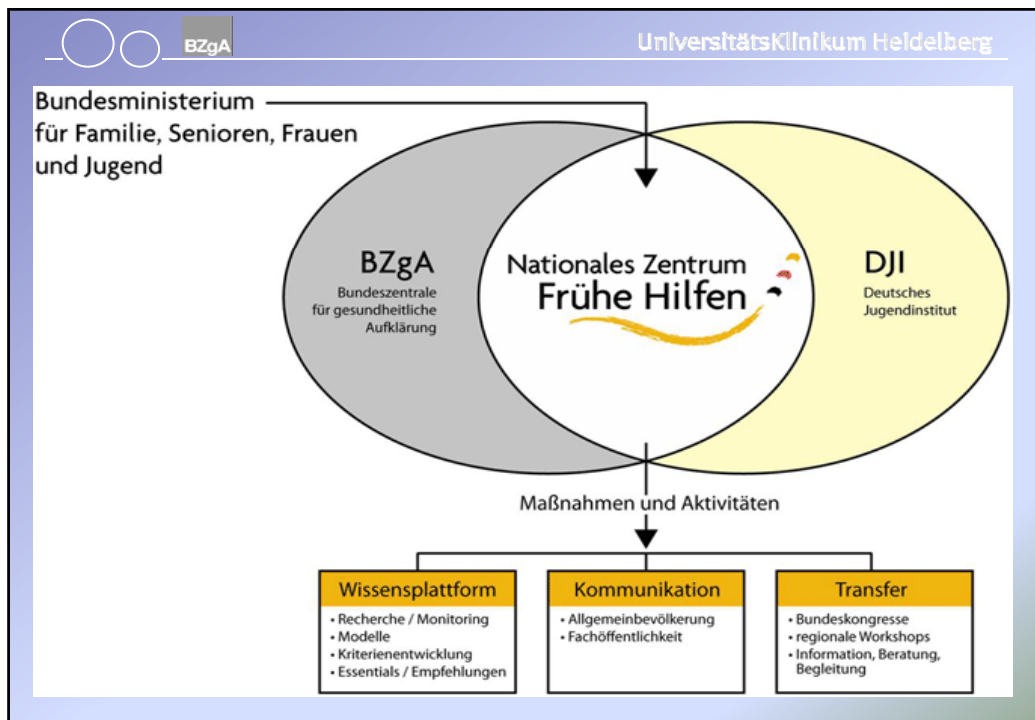 BZgA
UniversitätsKlinikum Heidelberg
Bundesministerium
für Familie, Senioren, Frauen
und Jugend
BZgA
Bundeszentrale
für gesundheitliche
Aufklärung
Nationales Zentrum
Frühe Hilfen
DJI
Deutsches
Jugendinstitut
Maßnahmen und Aktivitäten
Wissensplattform
• Recherche / Monitoring
• Modelle
• Kriterienentwicklung
• Essentials / Empfehlungen
Kommunikation
• Allgemeinbevölkerung
• Fachöffentlichkeit
Transfer
• Bundeskongresse
• regionale Workshops
• Information, Beratung,
Begleitung